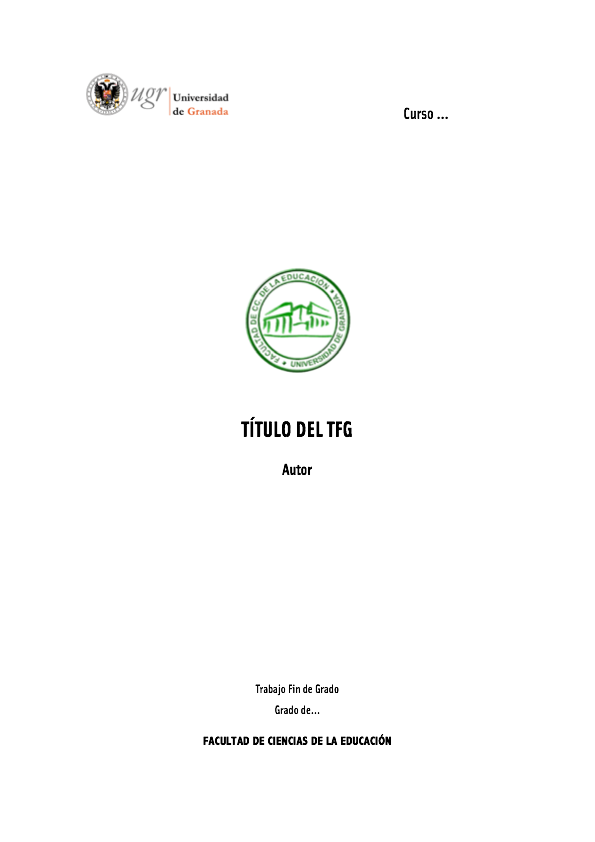 ugr Universidad
de Granada
Curso ...
FACULTAD DE CC. DE LA EDUCACION • UNIVERSIDAD DE GRANADA •
TÍTULO DEL TFG
Autor
Trabajo Fin de Grado
Grado de...
FACULTAD DE CIENCIAS DE LA EDUCACIÓN